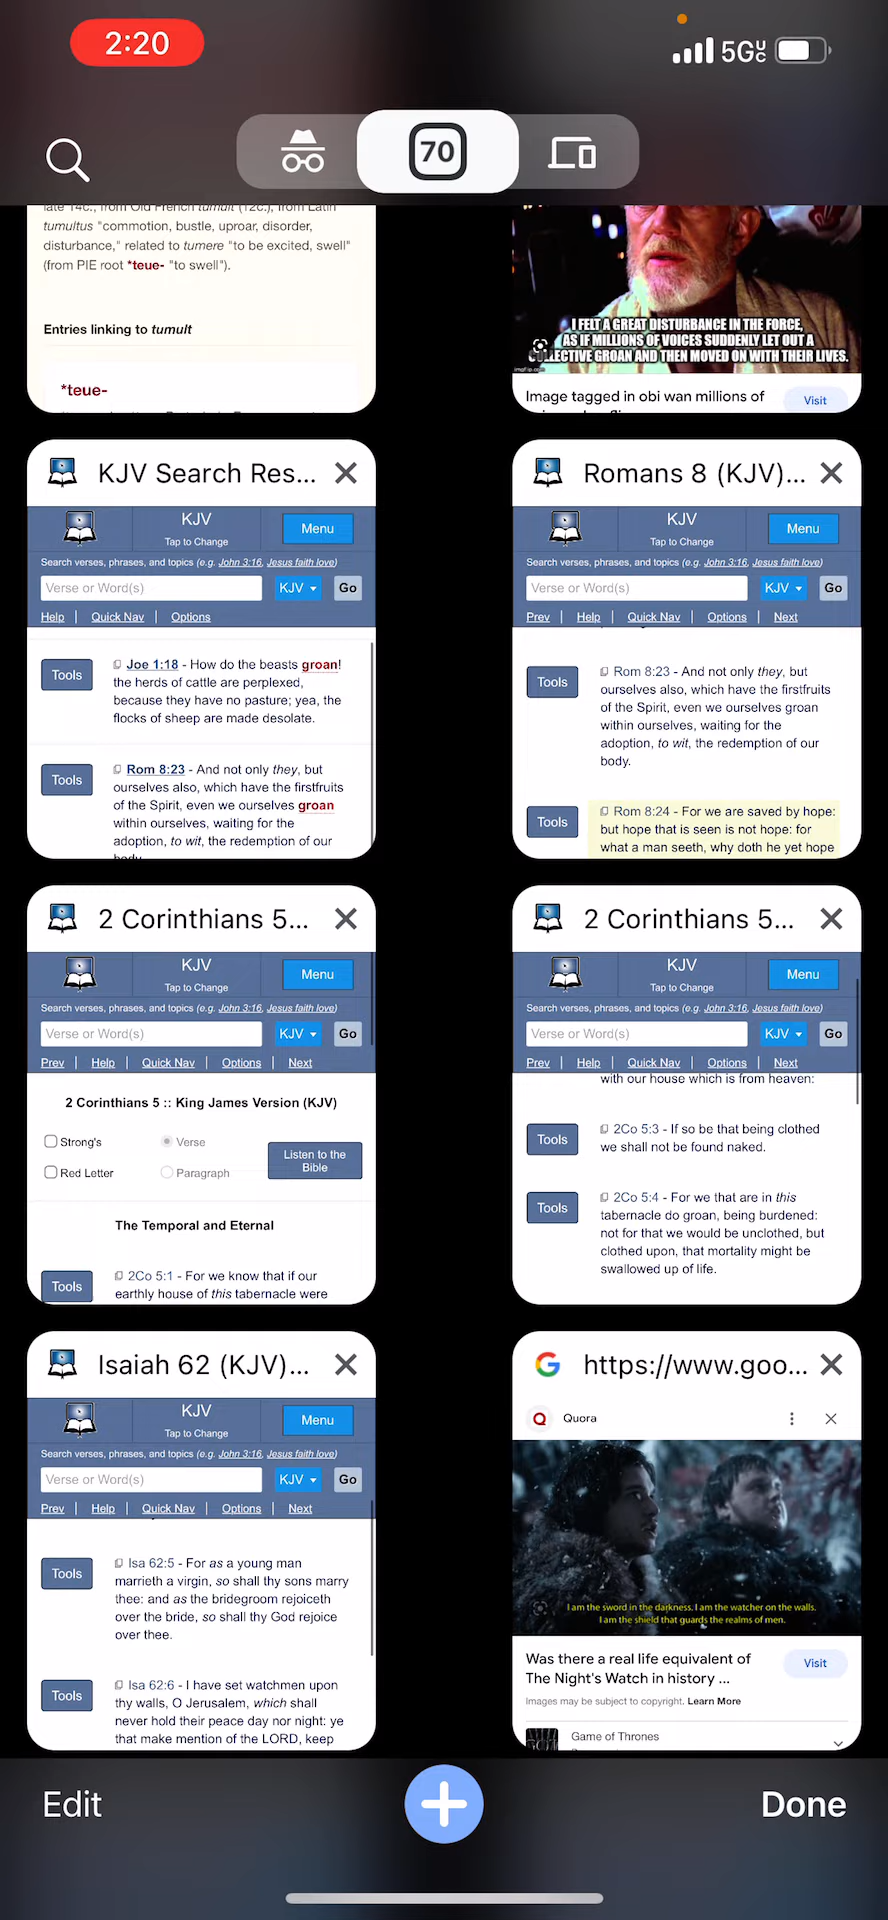 2:20
5G UC
70
late 14c., from Old French tumult (12c.), from Latin
tumultus "commotion, bustle, uproar, disorder,
disturbance," related to tumere "to be excited, swell"
(from PIE root *teue- "to swell").
Entries linking to tumult
*teue-
I FELT A GREAT DISTURBANCE IN THE FORCE,
AS IF MILLIONS OF VOICES SUDDENLY LET OUT A
COLLECTIVE GROAN AND THEN MOVED ON WITH THEIR LIVES.
imgflip.com
Image tagged in obi wan millions of
Visit
KJV Search Res...
KJV
Tap to Change
Menu
Search verses, phrases, and topics (e.g. John 3:16, Jesus faith love)
Verse or Word(s)
KJV
Go
Help | Quick Nav | Options
Tools
Joe 1:18 - How do the beasts groan!
the herds of cattle are perplexed,
because they have no pasture; yea, the
flocks of sheep are made desolate.
Tools
Rom 8:23 - And not only they, but
ourselves also, which have the firstfruits
of the Spirit, even we ourselves groan
within ourselves, waiting for the
adoption, to wit, the redemption of our
body.
Romans 8 (KJV)...
KJV
Tap to Change
Menu
Search verses, phrases, and topics (e.g. John 3:16, Jesus faith love)
Verse or Word(s)
KJV
Go
Prev | Help | Quick Nav | Options | Next
Tools
Rom 8:23 - And not only they, but
ourselves also, which have the firstfruits
of the Spirit, even we ourselves groan
within ourselves, waiting for the
adoption, to wit, the redemption of our
body.
Tools
Rom 8:24 - For we are saved by hope:
but hope that is seen is not hope: for
what a man seeth, why doth he yet hope
2 Corinthians 5...
KJV
Tap to Change
Menu
Search verses, phrases, and topics (e.g. John 3:16, Jesus faith love)
Verse or Word(s)
KJV
Go
Prev | Help | Quick Nav | Options | Next
2 Corinthians 5 :: King James Version (KJV)
Strong's
Verse
Listen to the
Bible
Red Letter
Paragraph
The Temporal and Eternal
Tools
2Co 5:1 - For we know that if our
earthly house of this tabernacle were
2 Corinthians 5...
KJV
Tap to Change
Menu
Search verses, phrases, and topics (e.g. John 3:16, Jesus faith love)
Verse or Word(s)
KJV
Go
Prev | Help | Quick Nav | Options | Next
with our house which is from heaven:
Tools
2Co 5:3 - If so be that being clothed
we shall not be found naked.
Tools
2Co 5:4 - For we that are in this
tabernacle do groan, being burdened:
not for that we would be unclothed, but
clothed upon, that mortality might be
swallowed up of life.
Isaiah 62 (KJV)...
KJV
Tap to Change
Menu
Search verses, phrases, and topics (e.g. John 3:16, Jesus faith love)
Verse or Word(s)
KJV
Go
Prev | Help | Quick Nav | Options | Next
Tools
Isa 62:5 - For as a young man
marrieth a virgin, so shall thy sons marry
thee: and as the bridegroom rejoiceth
over the bride, so shall thy God rejoice
over thee.
Tools
Isa 62:6 - I have set watchmen upon
thy walls, O Jerusalem, which shall
never hold their peace day nor night: ye
that make mention of the LORD, keep
https://www.goo...
Quora
I am the sword in the darkness. I am the watcher on the walls.
I am the shield that guards the realms of men.
Was there a real life equivalent of
The Night's Watch in history ...
Visit
Images may be subject to copyright. Learn More
Game of Thrones
Edit
Done